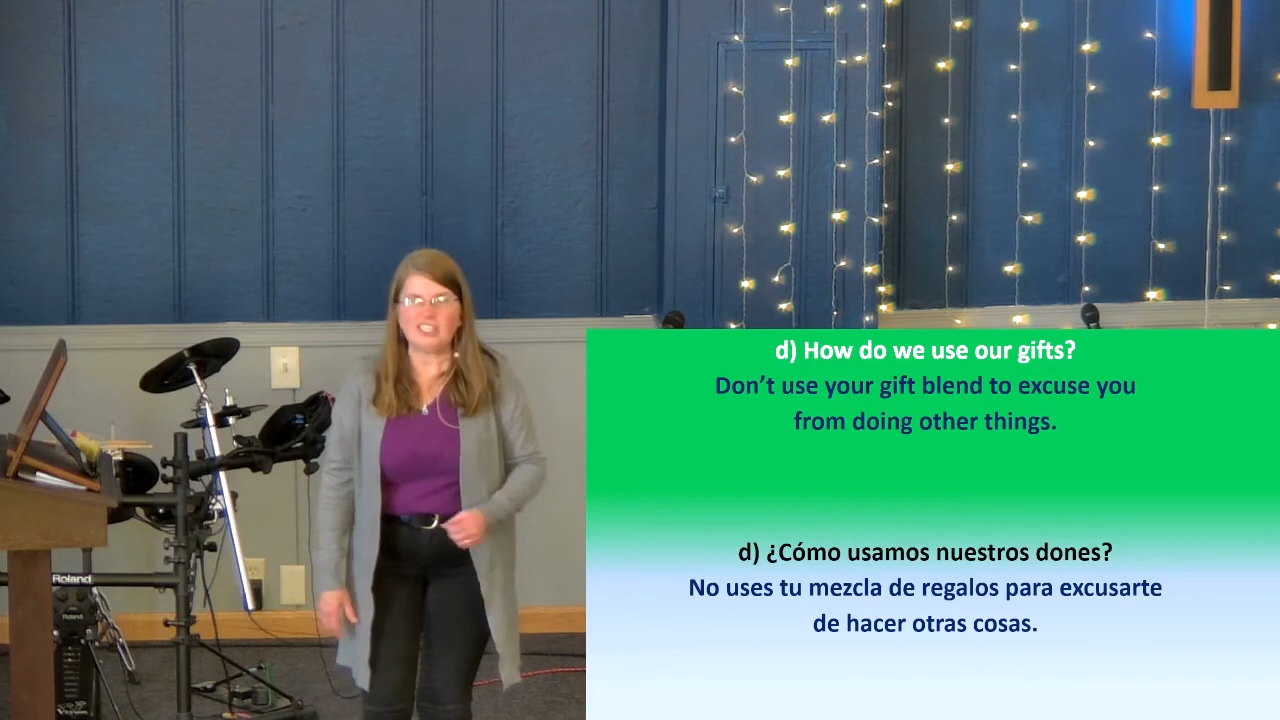 d) How do we use our gifts?
Don't use your gift blend to excuse you
from doing other things.
d) ¿Cómo usamos nuestros dones?
No uses tu mezcla de regalos para excusarte
de hacer otras cosas.
Roland
Roland